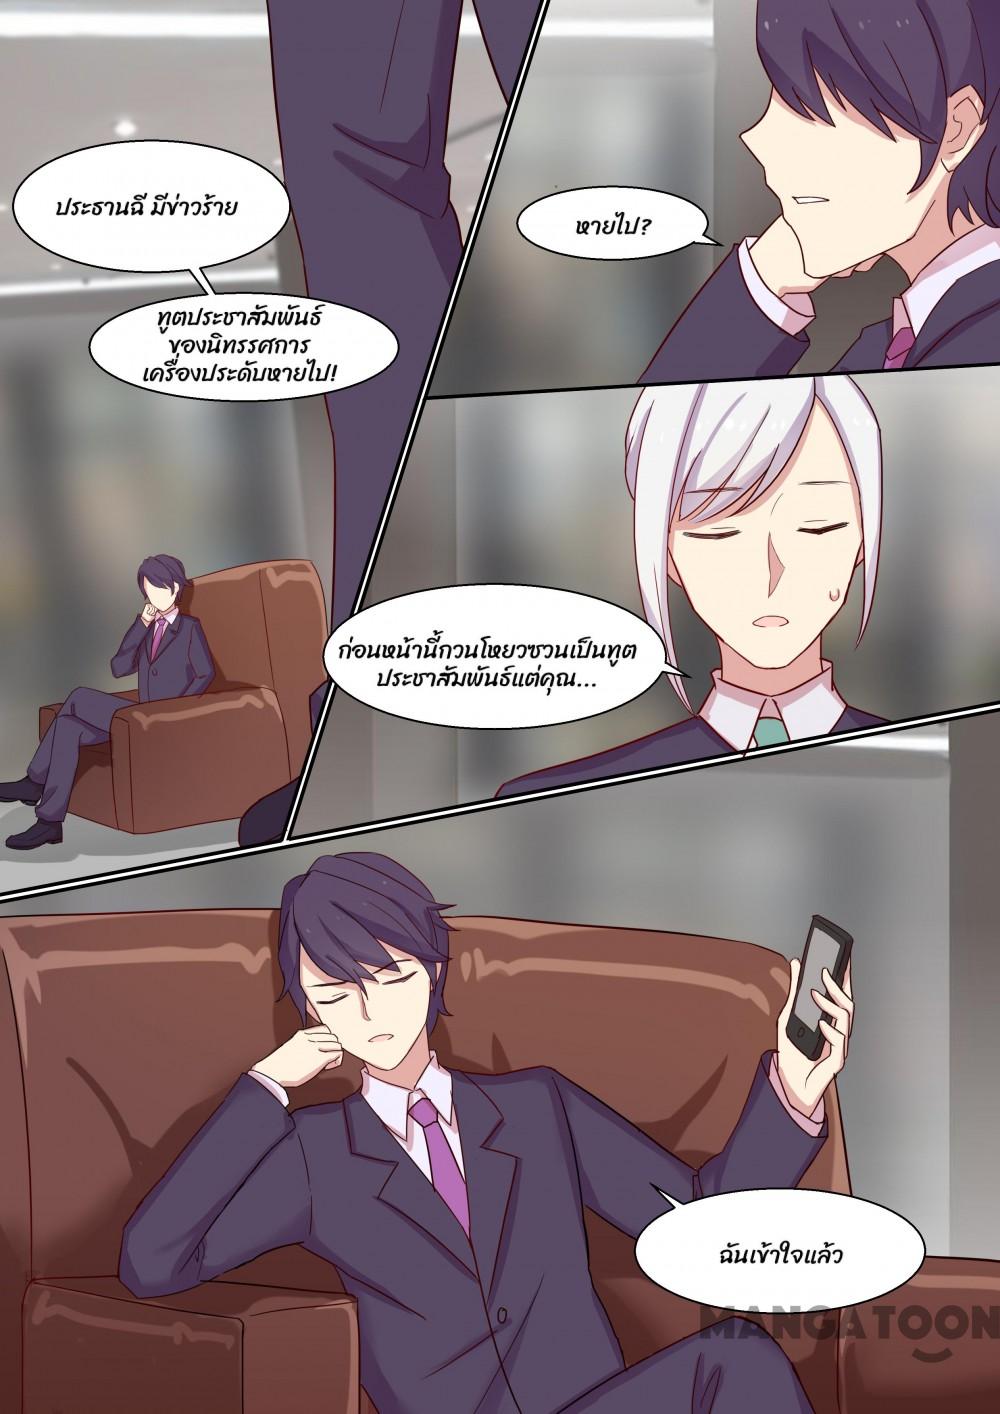 ประธานฉี มีข่าวร้าย
ทูตประชาสัมพันธ์
ของนิทรรศการ
เครื่องประดับหายไป!
หายไป?
ก่อนหน้านี้กวนโหยวซวนเป็นทูต
ประชาสัมพันธ์แต่คุณ...
ฉันเข้าใจแล้ว
MANGATOON